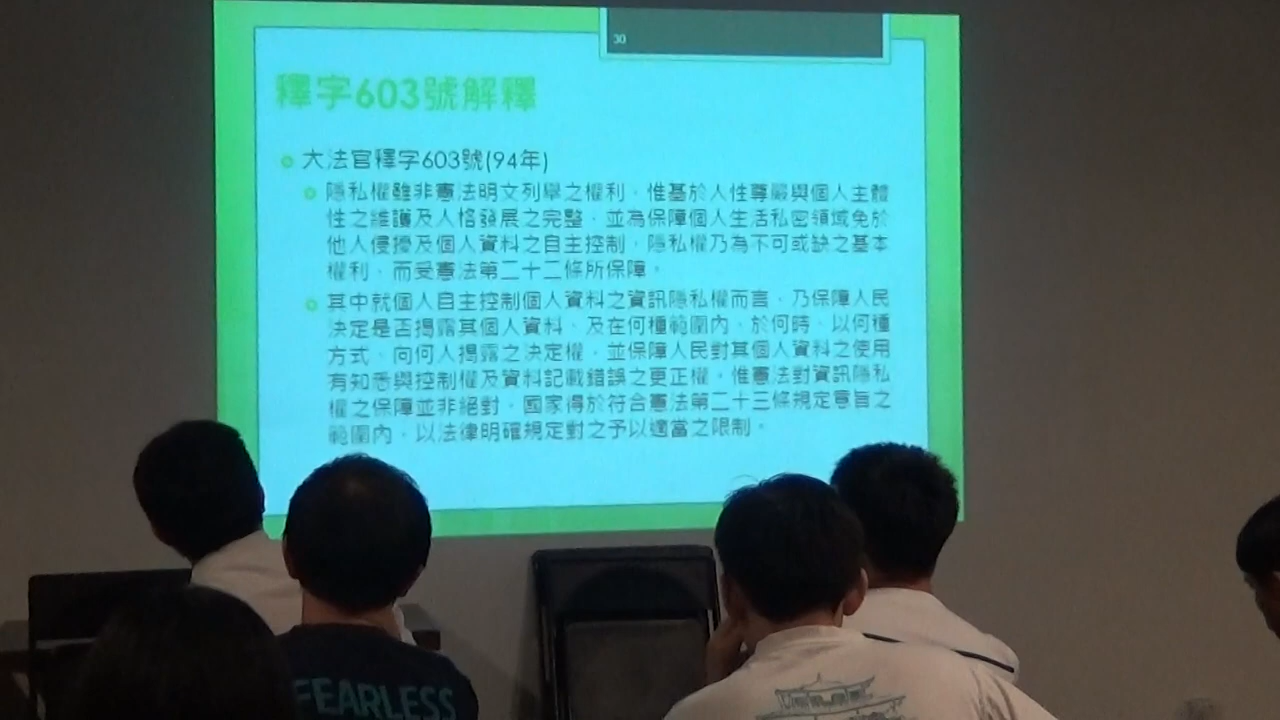 30
釋字603號解釋
大法官釋字603號(94年)
隱私權雖非憲法明文列舉之權利，惟基於人性尊嚴與個人主體
性之維護及人格發展之完整，並為保障個人生活私密領域免於
他人侵擾及個人資料之自主控制，隱私權乃為不可或缺之基本
權利，而受憲法第二十二條所保障。
其中就個人自主控制個人資料之資訊隱私權而言，乃保障人民
決定是否揭露其個人資料、及在何種範圍內、於何時、以何種
方式、向何人揭露之決定權，並保障人民對其個人資料之使用
有知悉與控制權及資料記載錯誤之更正權。惟憲法對資訊隱私
權之保障並非絕對，國家得於符合憲法第二十三條規定意旨之
範圍內，以法律明確規定對之予以適當之限制。
FEARLESS